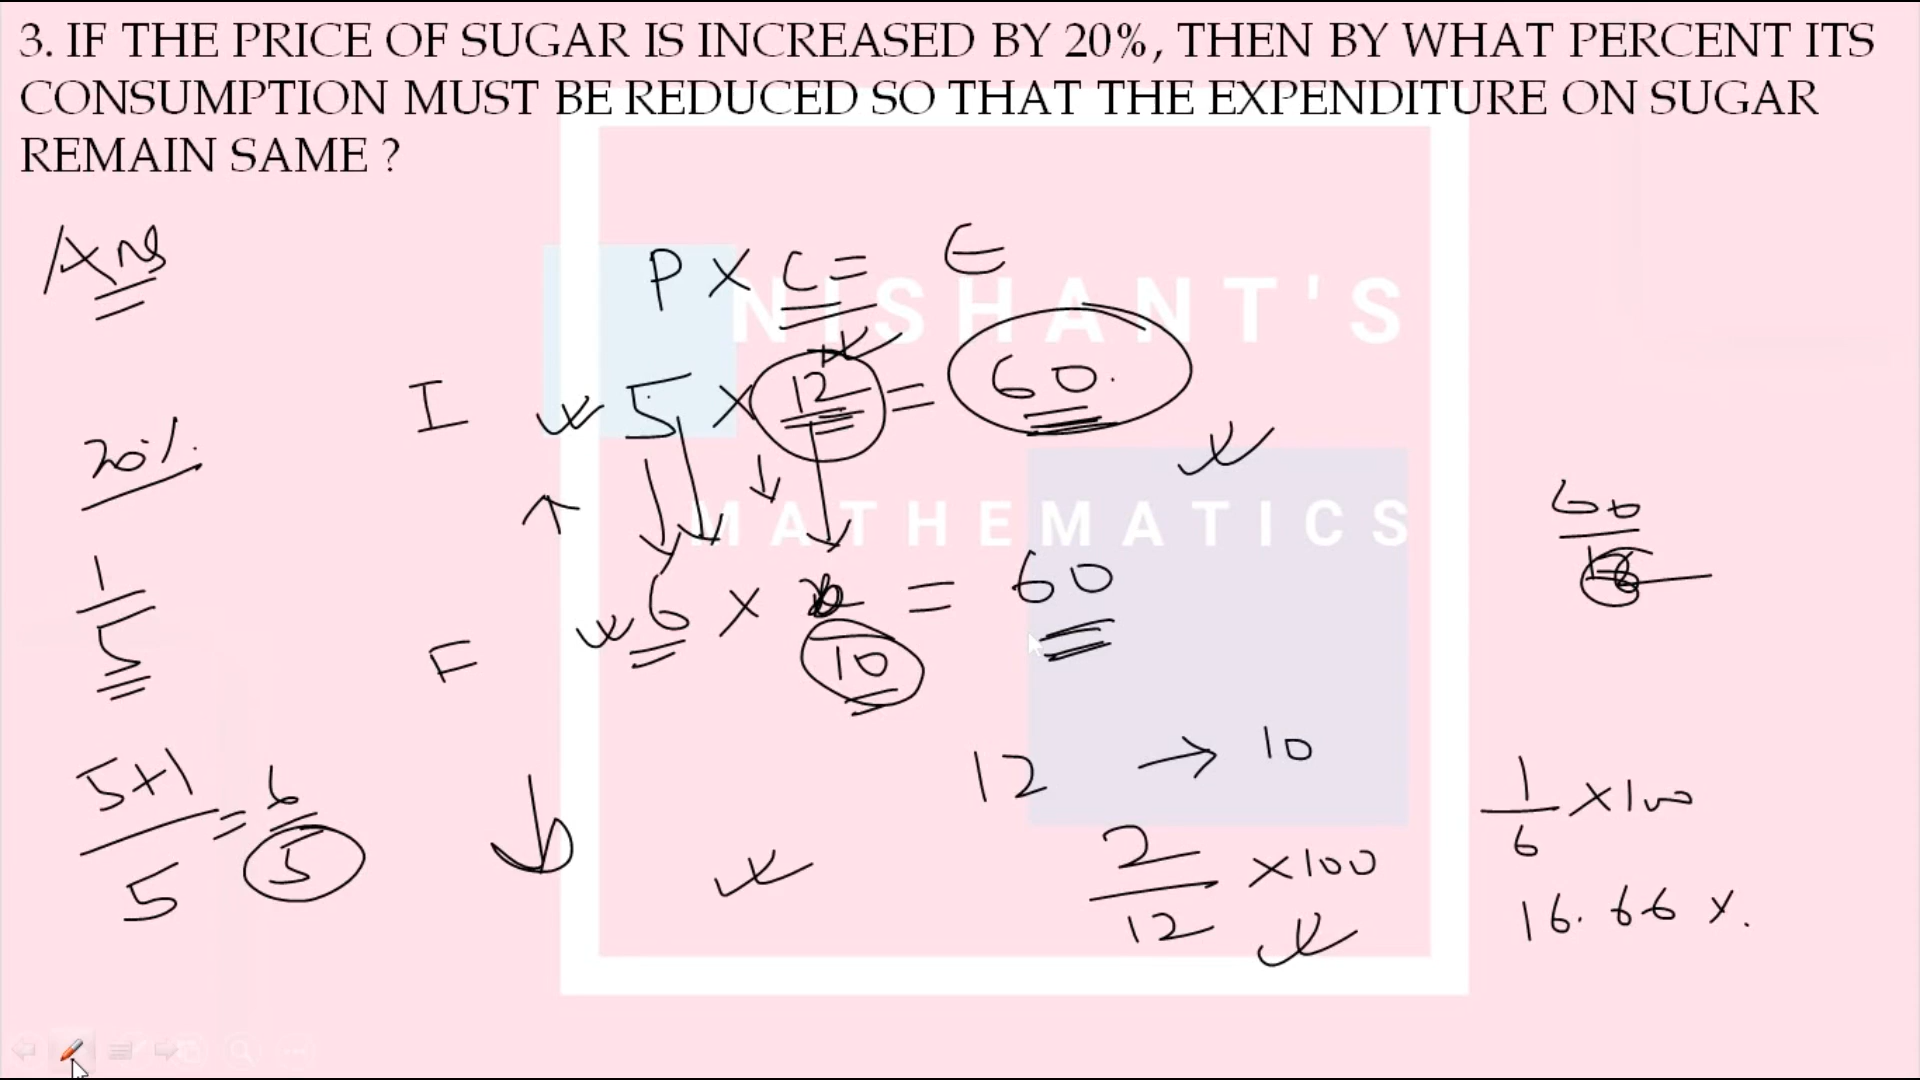 3. IF THE PRICE OF SUGAR IS INCREASED BY 20%, THEN BY WHAT PERCENT ITS
CONSUMPTION MUST BE REDUCED SO THAT THE EXPENDITURE ON SUGAR
REMAIN SAME ?
Ans
P × C = E
NISHANT'S
I 5 × 12 = 60.
20%.
MATHEMATICS
60
1/5
F 6 × = 60
10
12 → 10
5+1/5 = 6/5
2/12 ×100
1/6 ×100
16.66 %.